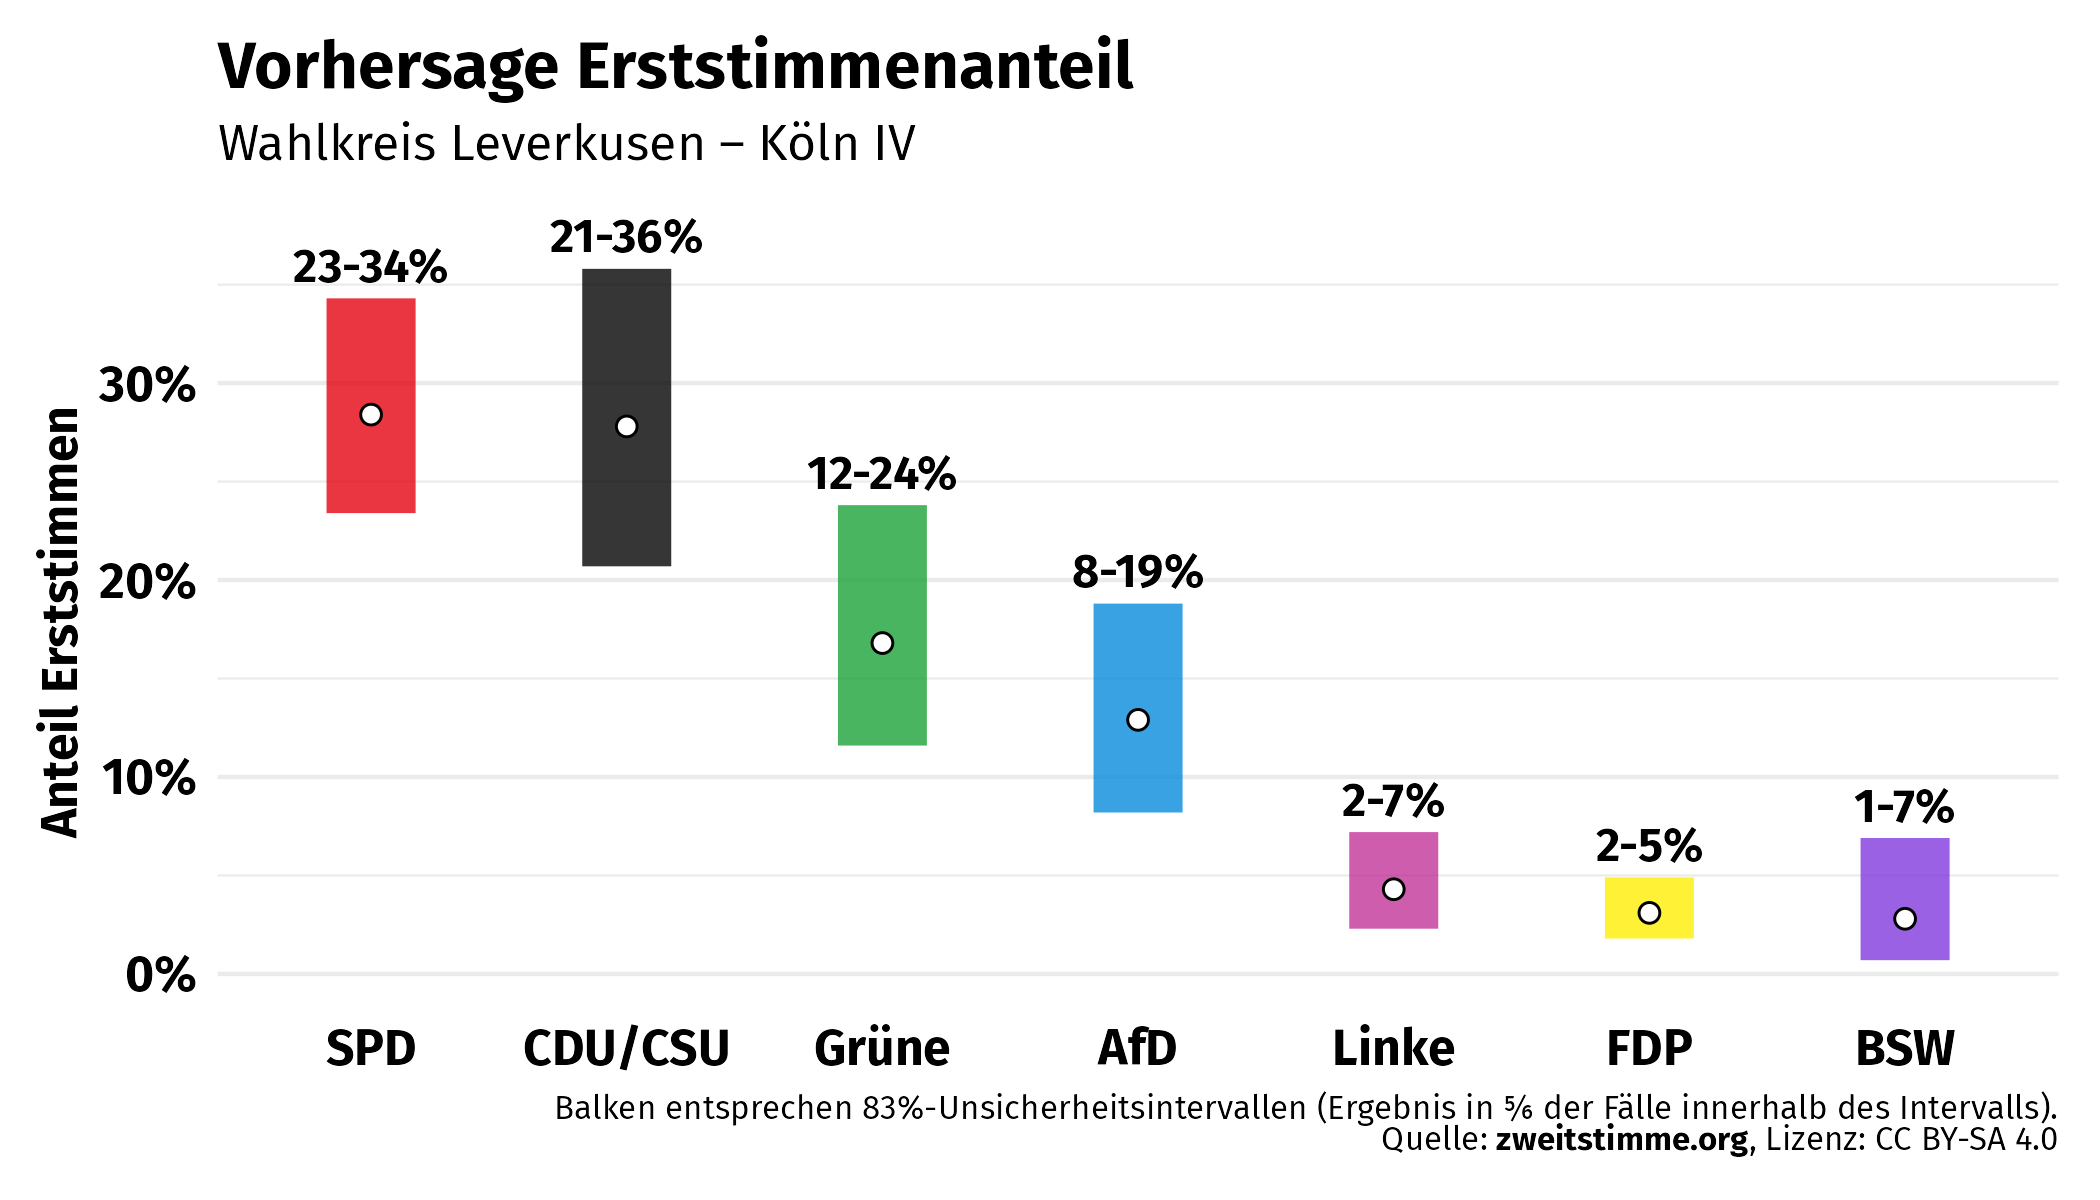 Vorhersage Erststimmenanteil
Wahlkreis Leverkusen – Köln IV
21-36%
23-34%
30%
12-24%
8-19%
20%
Anteil Erststimmen
10%
2-7%
1-7%
2-5%
0%
SPD CDU/CSU Grüne AfD Linke FDP BSW
Balken entsprechen 83%-Unsicherheitsintervallen (Ergebnis in ⅚ der Fälle innerhalb des Intervalls).
Quelle: zweitstimme.org, Lizenz: CC BY-SA 4.0